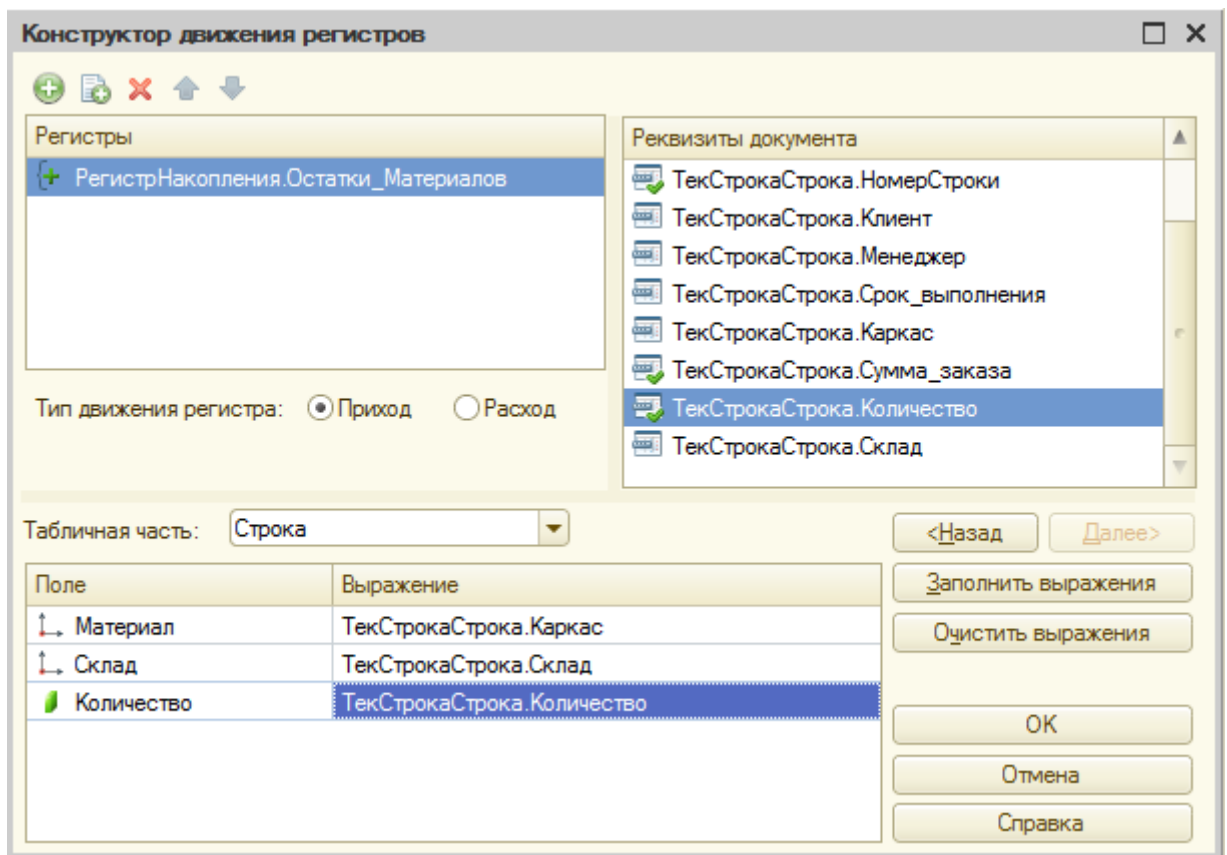 Конструктор движения регистров
Регистры
РегистрНакопления.Остатки_Материалов
Тип движения регистра: Приход Расход
Реквизиты документа
ТекСтрокаСтрока.НомерСтроки
ТекСтрокаСтрока.Клиент
ТекСтрокаСтрока.Менеджер
ТекСтрокаСтрока.Срок_выполнения
ТекСтрокаСтрока.Каркас
ТекСтрокаСтрока.Сумма_заказа
ТекСтрокаСтрока.Количество
ТекСтрокаСтрока.Склад
Табличная часть: Строка
<Назад Далее>
Поле Выражение
Материал ТекСтрокаСтрока.Каркас
Склад ТекСтрокаСтрока.Склад
Количество ТекСтрокаСтрока.Количество
Заполнить выражения
Очистить выражения
OK
Отмена
Справка